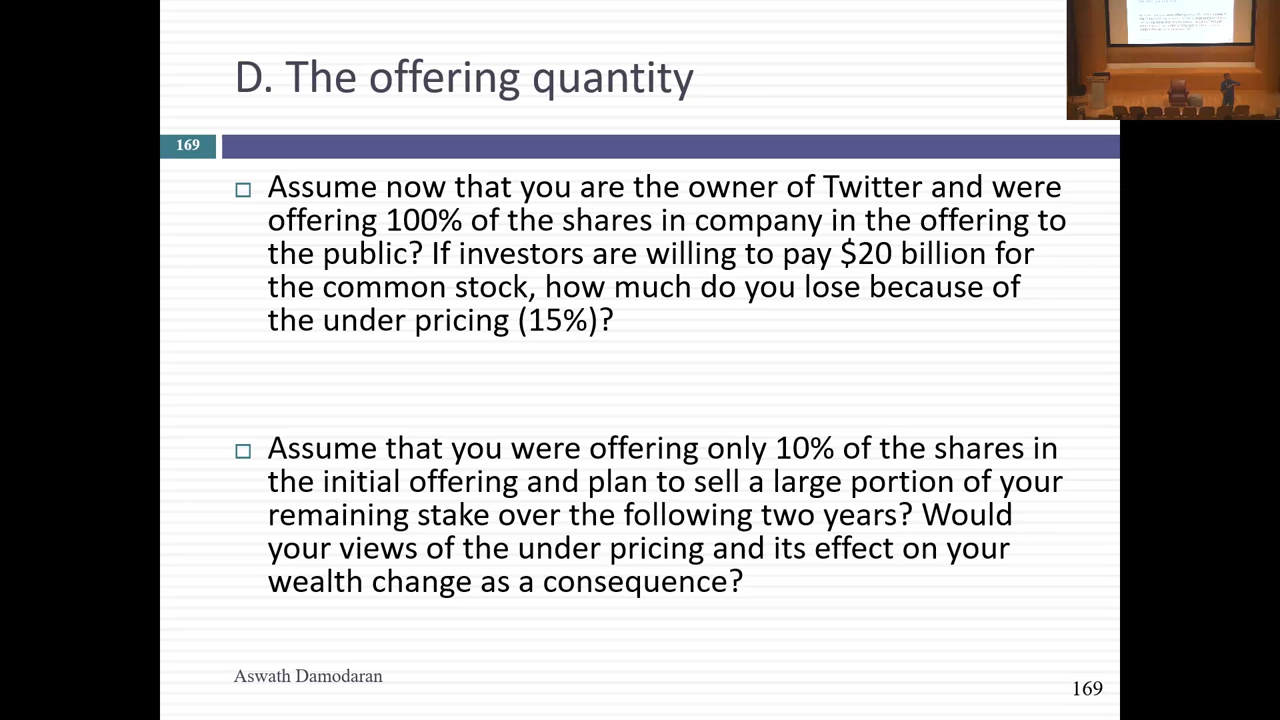 D. The offering quantity
169
□ Assume now that you are the owner of Twitter and were
offering 100% of the shares in company in the offering to
the public? If investors are willing to pay $20 billion for
the common stock, how much do you lose because of
the under pricing (15%)?
□ Assume that you were offering only 10% of the shares in
the initial offering and plan to sell a large portion of your
remaining stake over the following two years? Would
your views of the under pricing and its effect on your
wealth change as a consequence?
Aswath Damodaran
169